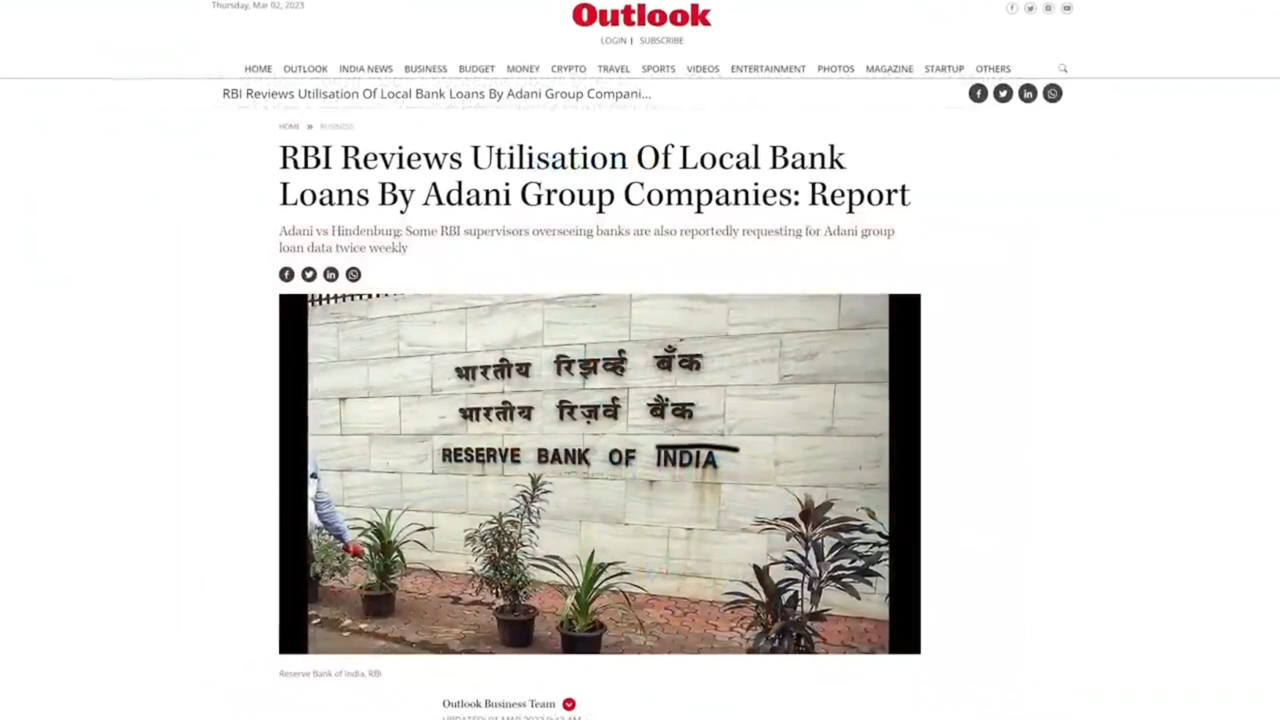 Thursday, Mar 02, 2023
Outlook
LOGIN | SUBSCRIBE
HOME OUTLOOK INDIA NEWS BUSINESS BUDGET MONEY CRYPTO TRAVEL SPORTS VIDEOS ENTERTAINMENT PHOTOS MAGAZINE STARTUP OTHERS
RBI Reviews Utilisation Of Local Bank Loans By Adani Group Compani...
HOME » BUSINESS
RBI Reviews Utilisation Of Local Bank
Loans By Adani Group Companies: Report
Adani vs Hindenburg: Some RBI supervisors overseeing banks are also reportedly requesting for Adani group
loan data twice weekly
भारतीय रिझर्व्ह बँक
भारतीय रिज़र्व बैंक
RESERVE BANK OF INDIA
Reserve Bank of India, RBI
Outlook Business Team